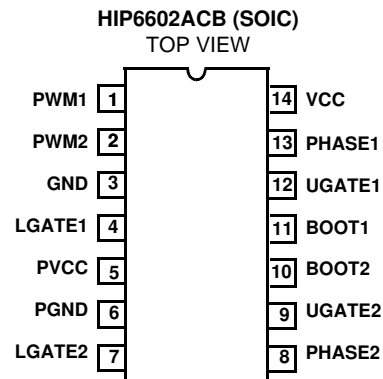 HIP6602ACB (SOIC)
TOP VIEW
PWM1 1 14 VCC
PWM2 2 13 PHASE1
GND 3 12 UGATE1
LGATE1 4 11 BOOT1
PVCC 5 10 BOOT2
PGND 6 9 UGATE2
LGATE2 7 8 PHASE2